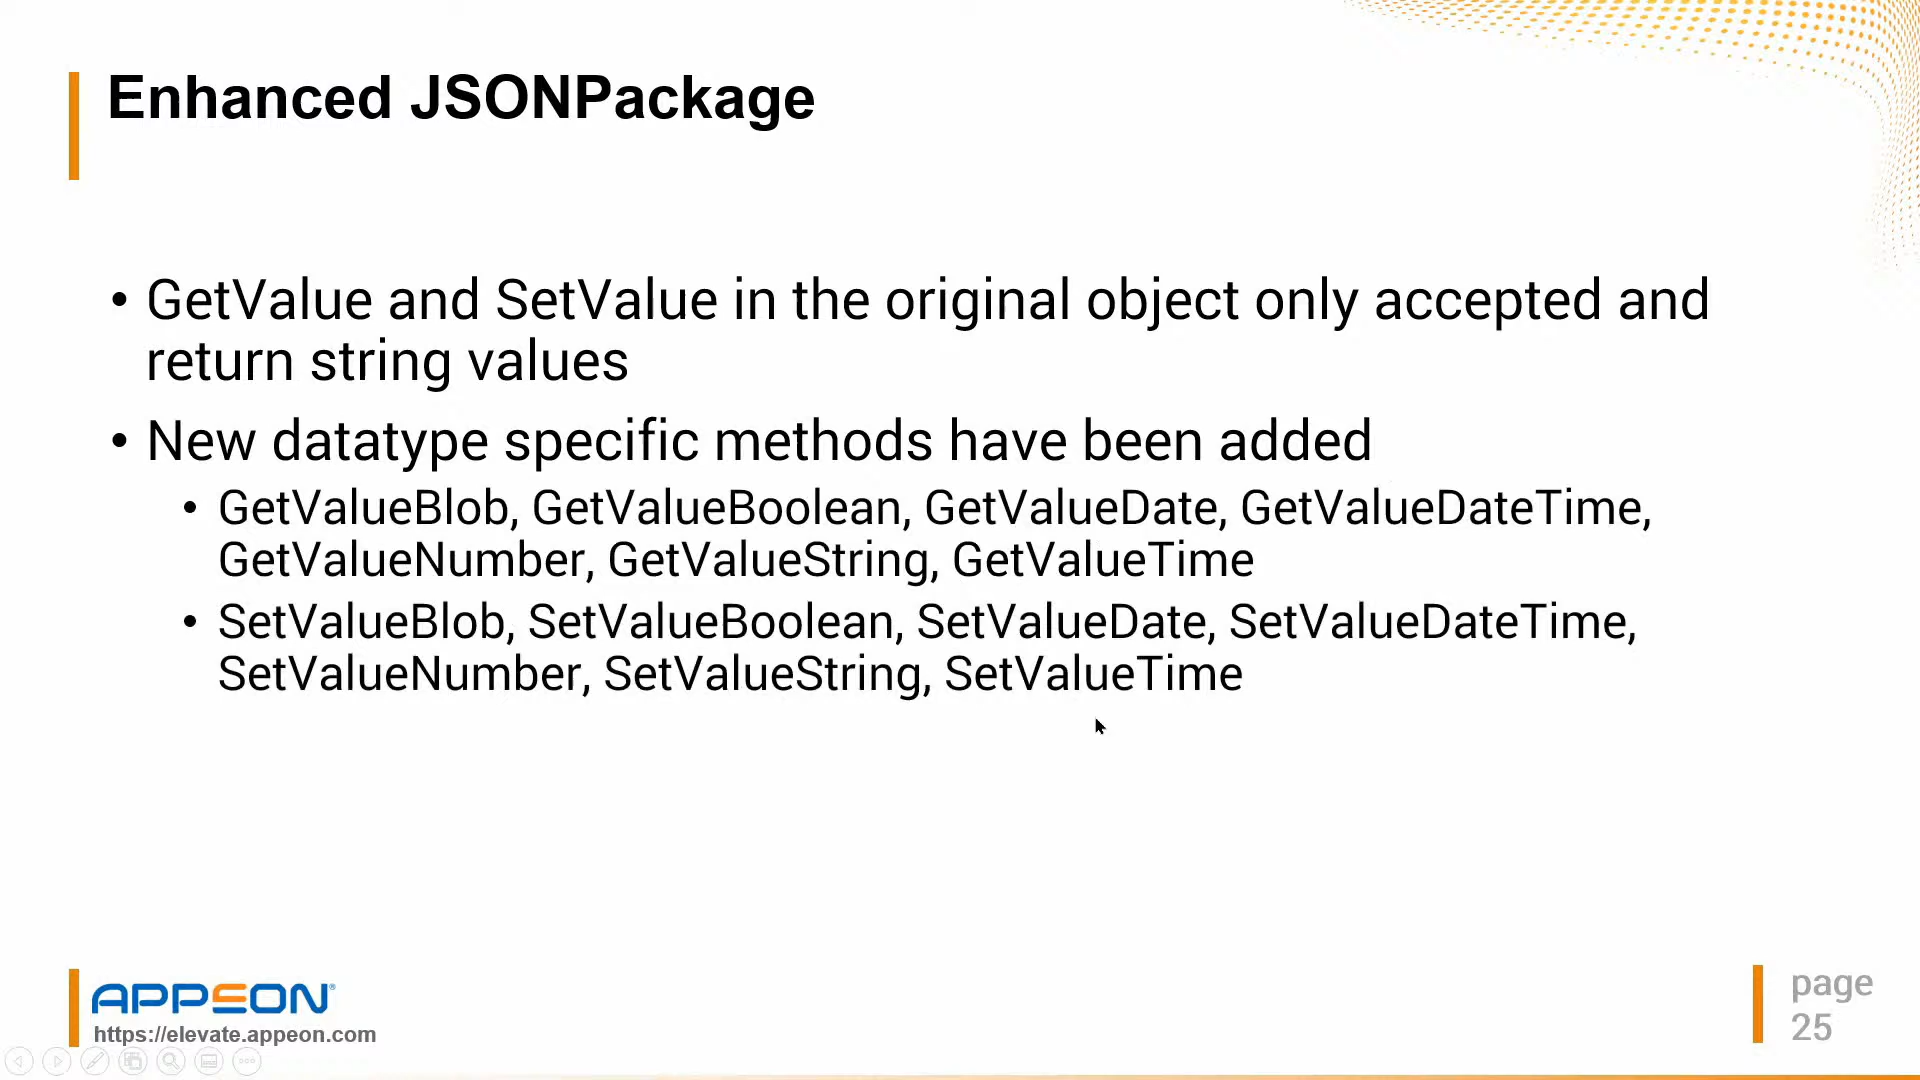 Enhanced JSONPackage
• GetValue and SetValue in the original object only accepted and
return string values
• New datatype specific methods have been added
• GetValueBlob, GetValueBoolean, GetValueDate, GetValueDateTime,
GetValueNumber, GetValueString, GetValueTime
• SetValueBlob, SetValueBoolean, SetValueDate, SetValueDateTime,
SetValueNumber, SetValueString, SetValueTime
APPEON®
https://elevate.appeon.com
page
25